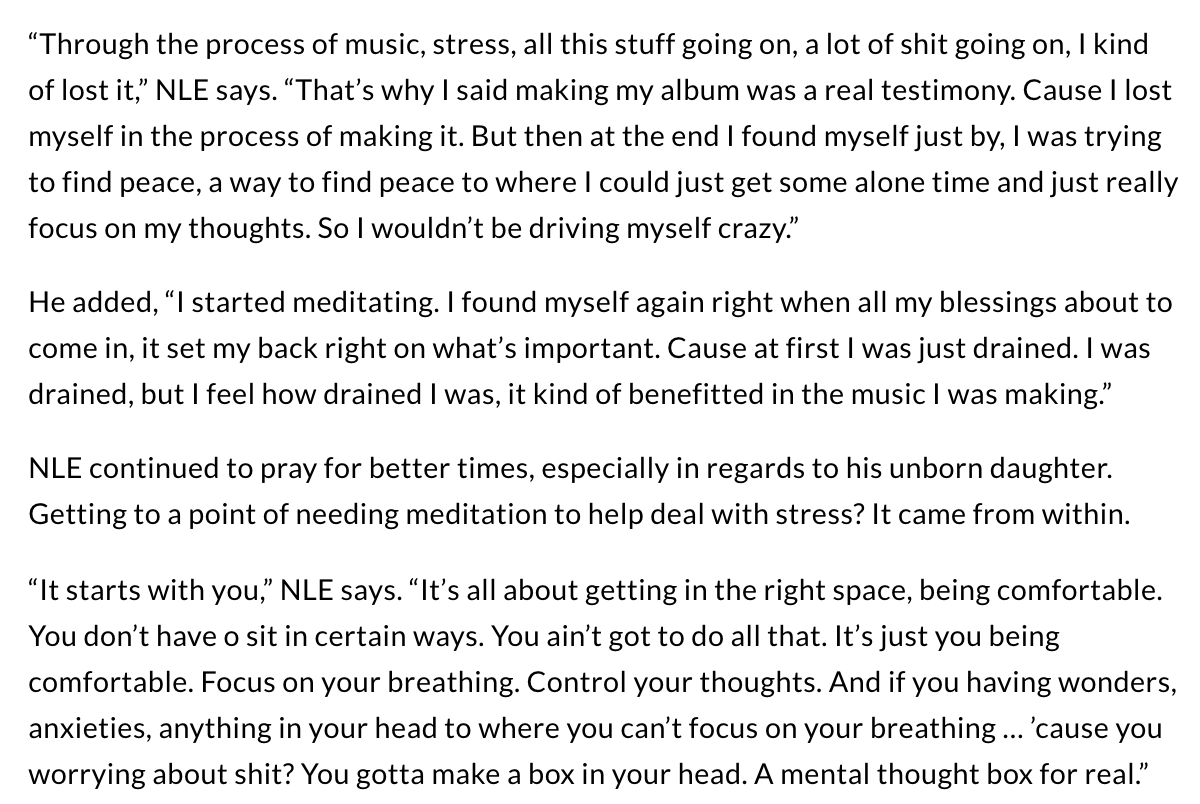 “Through the process of music, stress, all this stuff going on, a lot of shit going on, I kind
of lost it,” NLE says. “That’s why I said making my album was a real testimony. Cause I lost
myself in the process of making it. But then at the end I found myself just by, I was trying
to find peace, a way to find peace to where I could just get some alone time and just really
focus on my thoughts. So I wouldn’t be driving myself crazy.”
He added, “I started meditating. I found myself again right when all my blessings about to
come in, it set my back right on what’s important. Cause at first I was just drained. I was
drained, but I feel how drained I was, it kind of benefitted in the music I was making.”
NLE continued to pray for better times, especially in regards to his unborn daughter.
Getting to a point of needing meditation to help deal with stress? It came from within.
“It starts with you,” NLE says. “It’s all about getting in the right space, being comfortable.
You don’t have o sit in certain ways. You ain’t got to do all that. It’s just you being
comfortable. Focus on your breathing. Control your thoughts. And if you having wonders,
anxieties, anything in your head to where you can’t focus on your breathing … ’cause you
worrying about shit? You gotta make a box in your head. A mental thought box for real.”